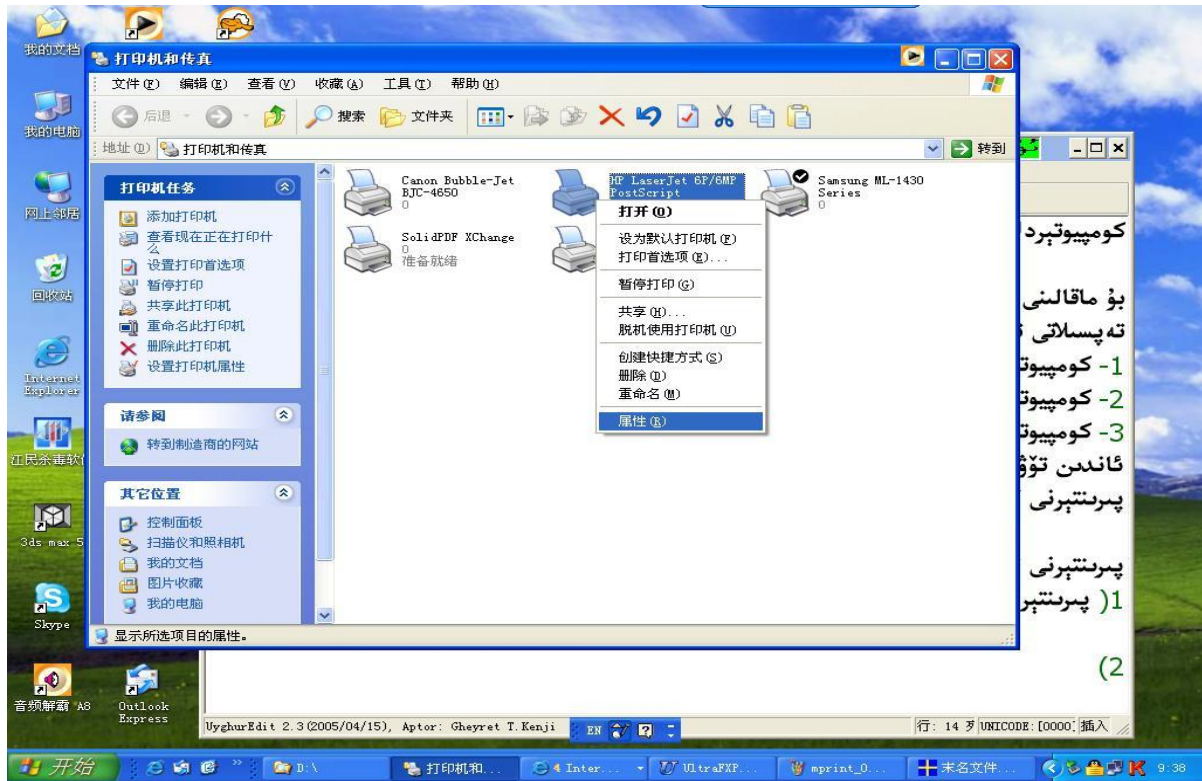 我的文档
我的电脑
网上邻居
回收站
Internet
Explorer
江民杀毒软
3ds max 5
Skype
音频解霸 A8
Outlook
Express
打印机和传真
文件(F) 编辑(E) 查看(V) 收藏(A) 工具(T) 帮助(H)
后退 搜索 文件夹
地址(D) 打印机和传真 转到
打印机任务
添加打印机
查看现在正在打印什
么
设置打印首选项
暂停打印
共享此打印机
重命名此打印机
删除此打印机
设置打印机属性
请参阅
转到制造商的网站
其它位置
控制面板
扫描仪和照相机
我的文档
图片收藏
我的电脑
Canon Bubble-Jet
BJC-4650
0
HP LaserJet 6P/6MP
PostScript
Samsung ML-1430
Series
0
SolidPDF XChange
0
准备就绪
打开(O)
设为默认打印机(F)
打印首选项(E)...
暂停打印(G)
共享(H)...
脱机使用打印机(U)
创建快捷方式(S)
删除(D)
重命名(M)
属性(R)
显示所选项目的属性。
كومپيوتېرد
بۇ ماقالىنى
تەپسىلاتى
1- كومپيوت
2- كومپيوت
3- كومپيوت
ئاندىن تۆۋ
پىرىنتېرنى
پىرىنتېرنى
1( پىرىنتېر
2)
UyghurEdit 2.3(2005/04/15), Aptor: Gheyret T.Kenji
EN
行: 14 歹 UNICODE:[0000] 插入
开始
D:\
打印机和...
4 Inter...
UltraFXP...
mprint_0...
未名文件...
9:38